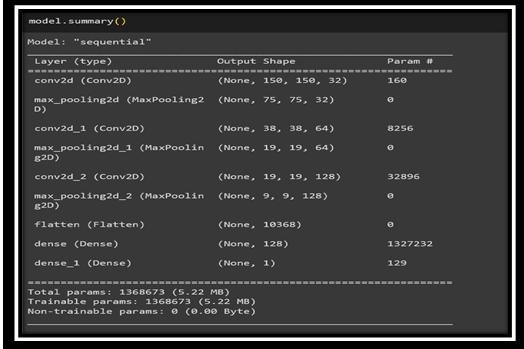 model.summary()
Model: "sequential"
Layer (type) Output Shape Param #
conv2d (Conv2D) (None, 150, 150, 32) 160
max_pooling2d (MaxPooling2 (None, 75, 75, 32) 0
D)
conv2d_1 (Conv2D) (None, 38, 38, 64) 8256
max_pooling2d_1 (MaxPoolin (None, 19, 19, 64) 0
g2D)
conv2d_2 (Conv2D) (None, 19, 19, 128) 32896
max_pooling2d_2 (MaxPoolin (None, 9, 9, 128) 0
g2D)
flatten (Flatten) (None, 10368) 0
dense (Dense) (None, 128) 1327232
dense_1 (Dense) (None, 1) 129
Total params: 1368673 (5.22 MB)
Trainable params: 1368673 (5.22 MB)
Non-trainable params: 0 (0.00 Byte)